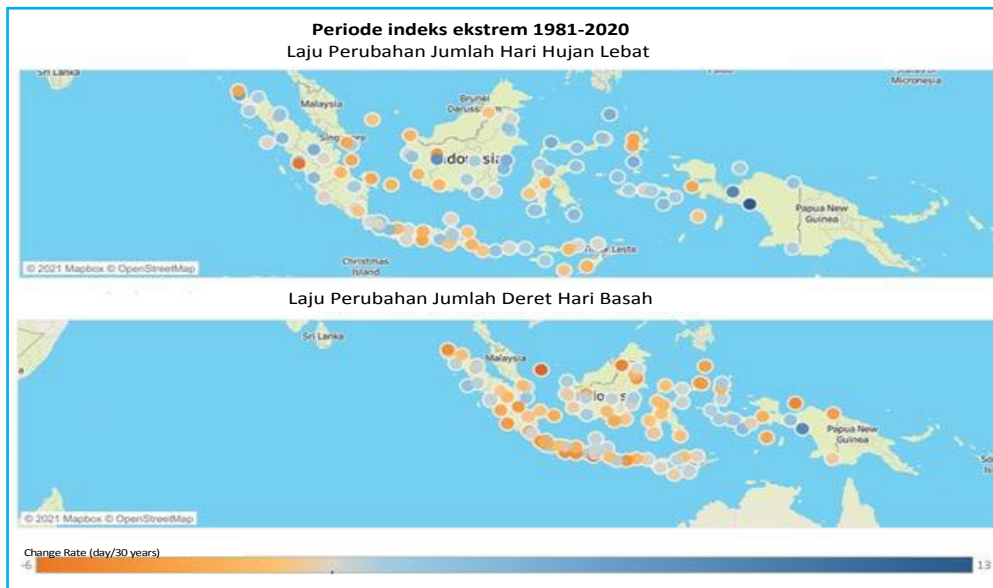 Periode indeks ekstrem 1981-2020
Laju Perubahan Jumlah Hari Hujan Lebat
Sri Lanka
Micronesia
Malaysia
Brunei
Darussalam
Papua New
Guinea
Leste
Christmas
Island
© 2021 Mapbox © OpenStreetMap
Laju Perubahan Jumlah Deret Hari Basah
Sri Lanka
Malaysia
Papua New
Guinea
© 2021 Mapbox © OpenStreetMap
Change Rate (day/30 years)
-6
13